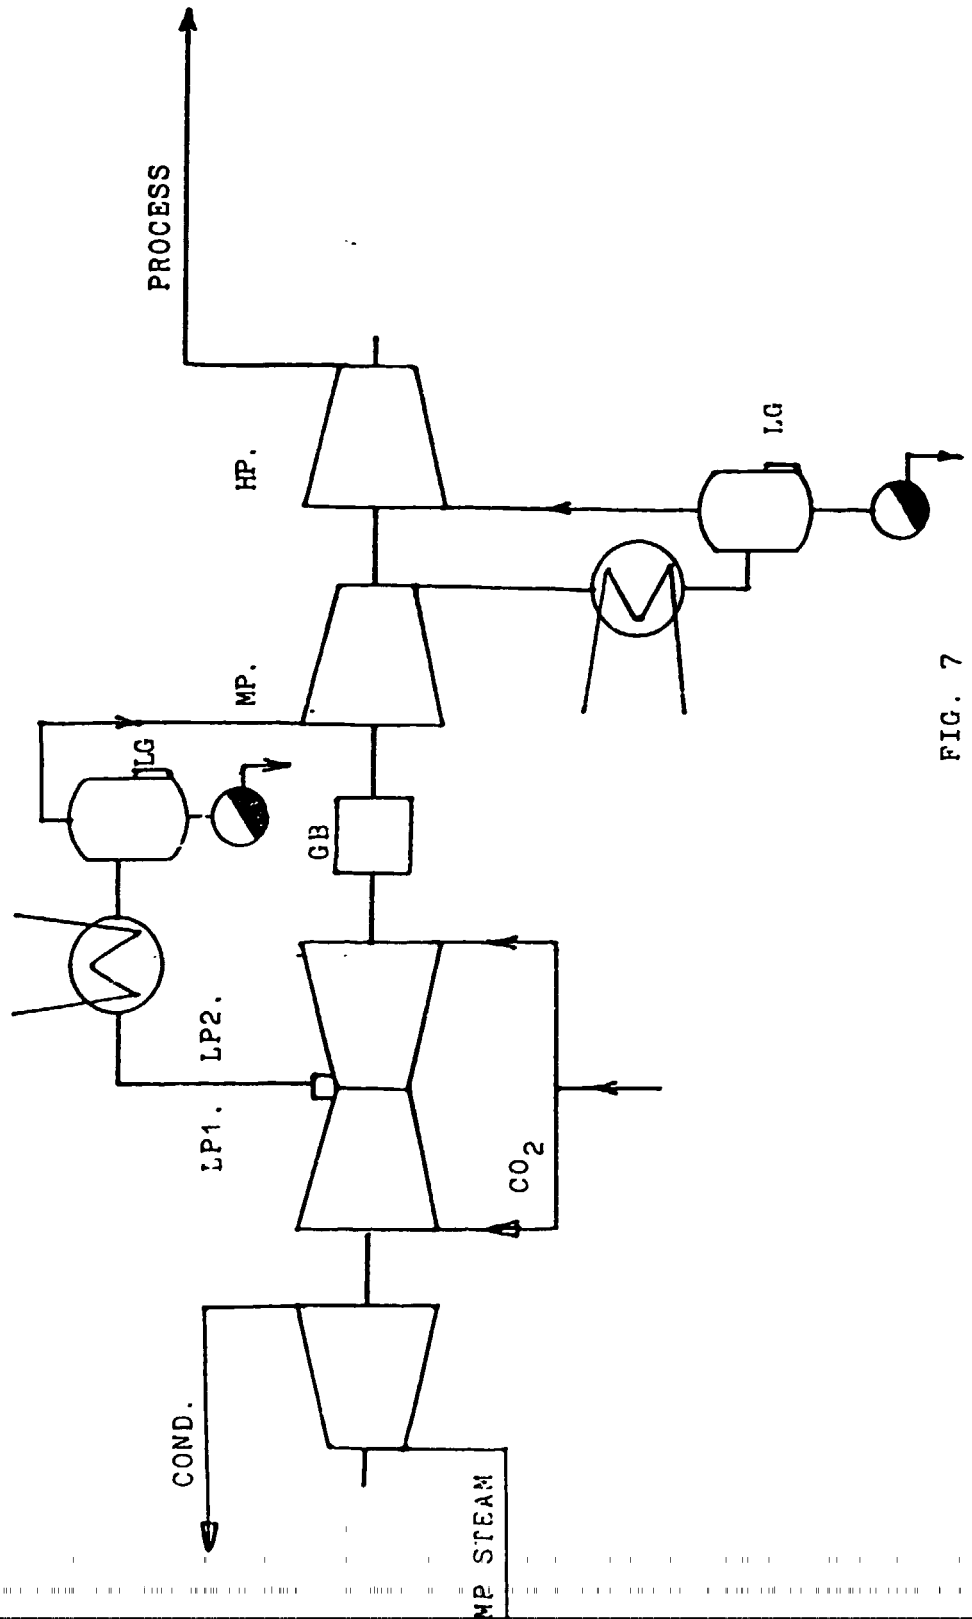 PROCESS
COND.
MP STEAM
LP1.
LP2.
CO2
GB
LG
MP.
HP.
LG
FIG. 7